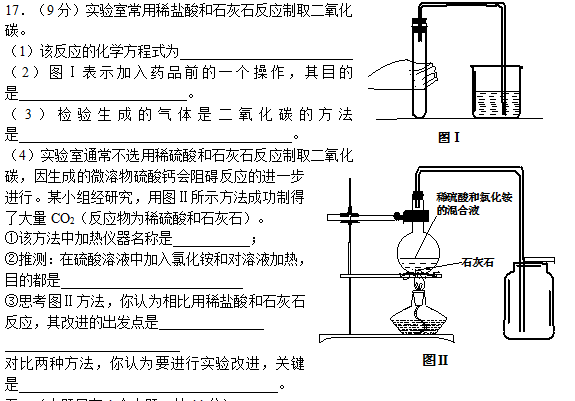 17.（9分）实验室常用稀盐酸和石灰石反应制取二氧化
碳。
（1）该反应的化学方程式为
（2）图Ⅰ表示加入药品前的一个操作，其目的
是。
（3）检验生成的气体是二氧化碳的方法
是。
（4）实验室通常不选用稀硫酸和石灰石反应制取二氧化
碳，因生成的微溶物硫酸钙会阻碍反应的进一步
进行。某小组经研究，用图Ⅱ所示方法成功制得
了大量CO₂（反应物为稀硫酸和石灰石）。
①该方法中加热仪器名称是；
②推测：在硫酸溶液中加入氯化铵和对溶液加热，
目的都是
③思考图Ⅱ方法，你认为相比用稀盐酸和石灰石
反应，其改进的出发点是
对比两种方法，你认为要进行实验改进，关键
是。
图Ⅰ
稀硫酸和氯化铵
的混合液
石灰石
图Ⅱ